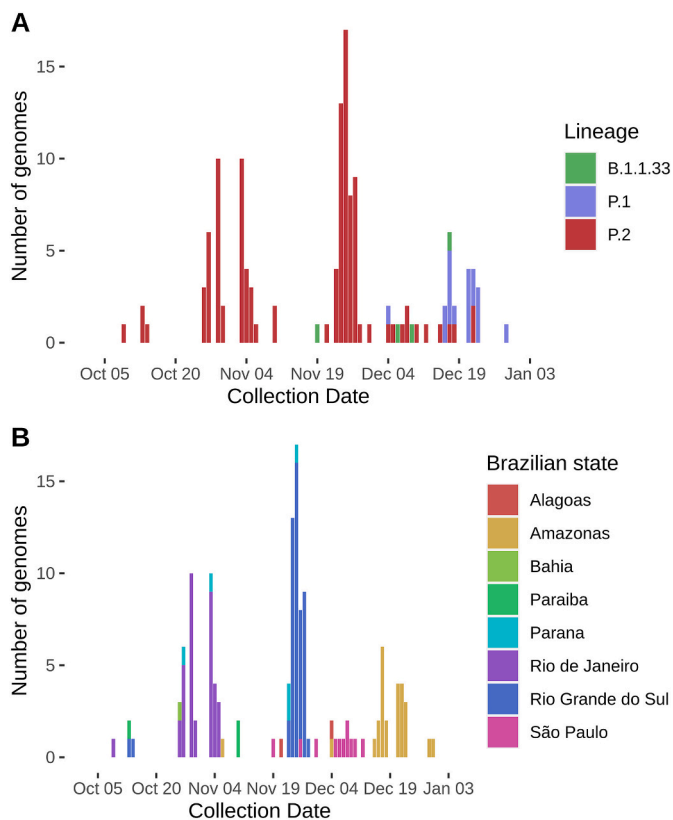 A
Number of genomes
15
10
5
0
Oct 05 Oct 20 Nov 04 Nov 19 Dec 04 Dec 19 Jan 03
Collection Date
Lineage
B.1.1.33
P.1
P.2
B
Number of genomes
15
10
5
0
Oct 05 Oct 20 Nov 04 Nov 19 Dec 04 Dec 19 Jan 03
Collection Date
Brazilian state
Alagoas
Amazonas
Bahia
Paraiba
Parana
Rio de Janeiro
Rio Grande do Sul
São Paulo